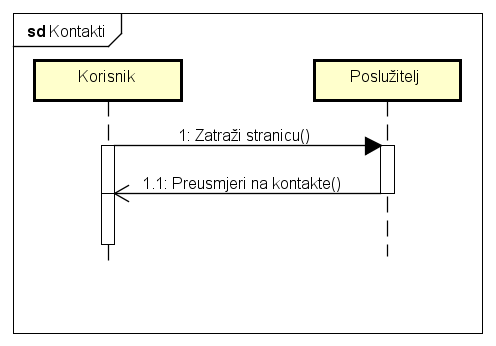 sd Kontakti
Korisnik
Poslužitelj
1: Zatraži stranicu()
1.1: Preusmjeri na kontakte()